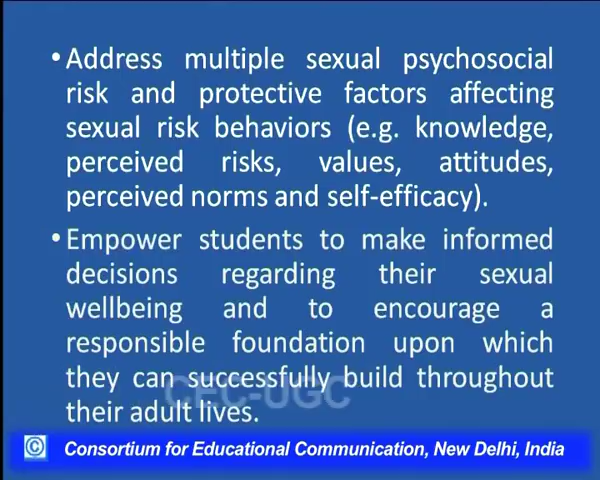 • Address multiple sexual psychosocial
risk and protective factors affecting
sexual risk behaviors (e.g. knowledge,
perceived risks, values, attitudes,
perceived norms and self-efficacy).
• Empower students to make informed
decisions regarding their sexual
wellbeing and to encourage a
responsible foundation upon which
they can successfully build throughout
their adult lives.
CEC-UGC
© Consortium for Educational Communication, New Delhi, India